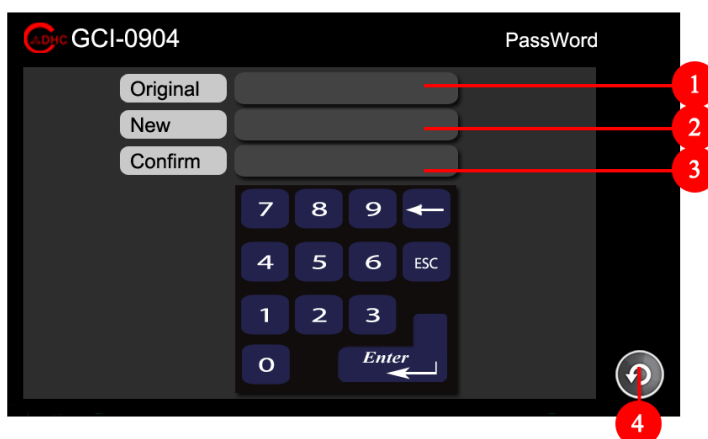 ADHC GCI-0904 PassWord
Original 1
New 2
Confirm 3
7 8 9
4 5 6 ESC
1 2 3
0 Enter
4